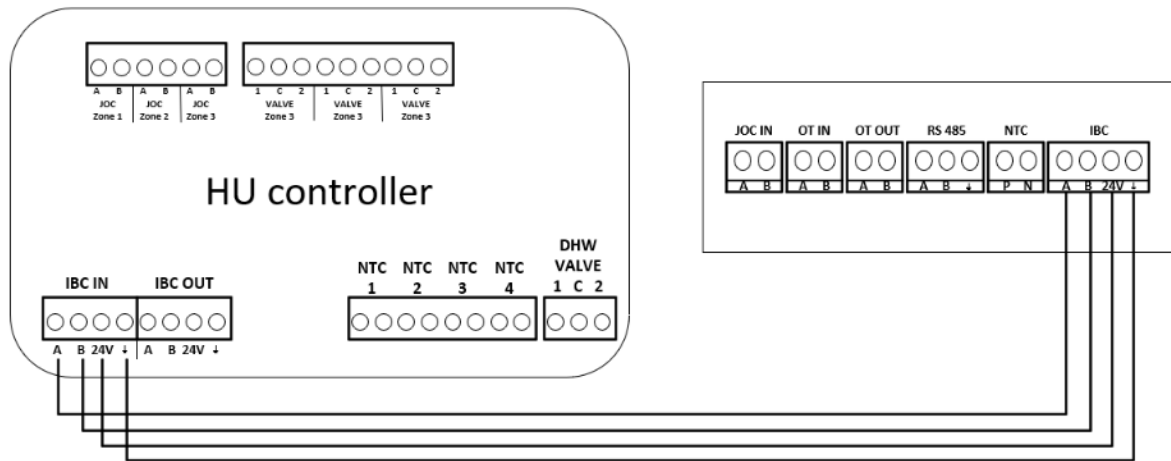 A B A B A B
JOC JOC JOC
Zone 1 Zone 2 Zone 3
1 C 2 1 C 2 1 C 2
VALVE VALVE VALVE
Zone 3 Zone 3 Zone 3
HU controller
IBC IN IBC OUT
A B 24V ↓ A B 24V ↓
NTC NTC NTC NTC
1 2 3 4
DHW
VALVE
1 C 2
JOC IN OT IN OT OUT RS 485 NTC IBC
A B A B A B A B ↓ P N A B 24V ↓